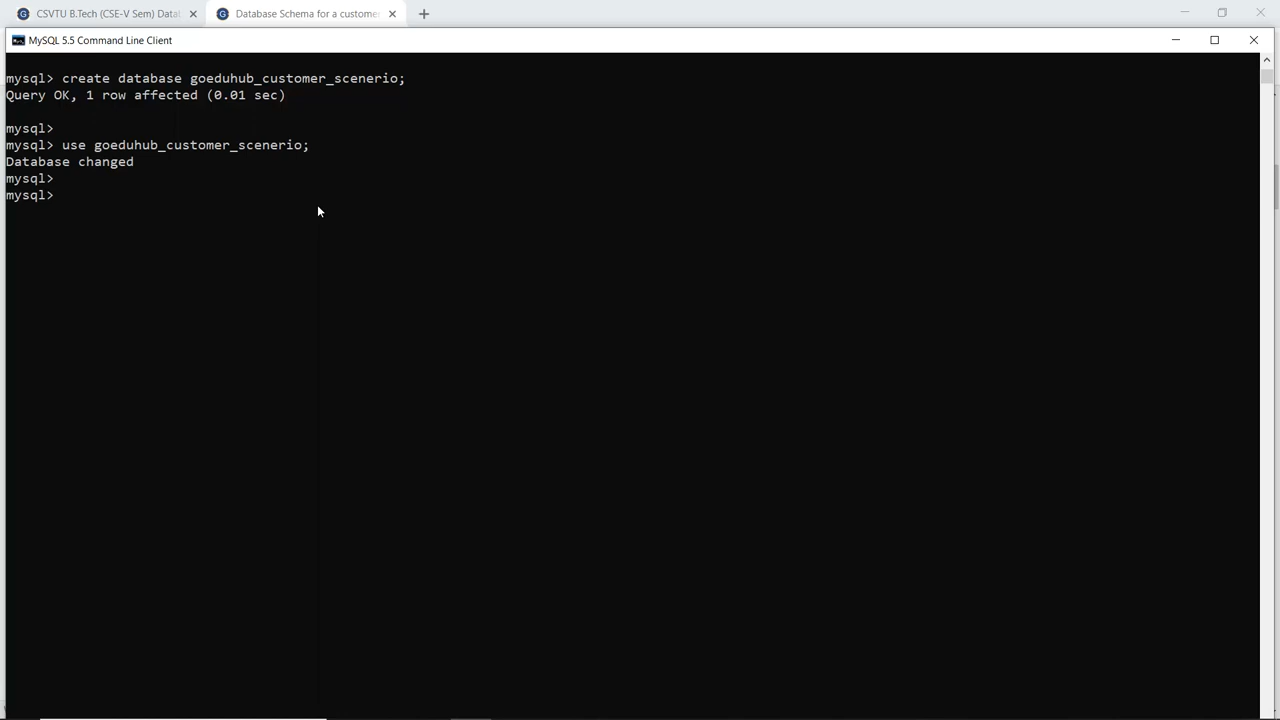 CSVTU B.Tech (CSE-V Sem) Datal
Database Schema for a custome
MySQL 5.5 Command Line Client
mysql> create database goeduhub_customer_scenerio;
Query OK, 1 row affected (0.01 sec)
mysql>
mysql> use goeduhub_customer_scenerio;
Database changed
mysql>
mysql>